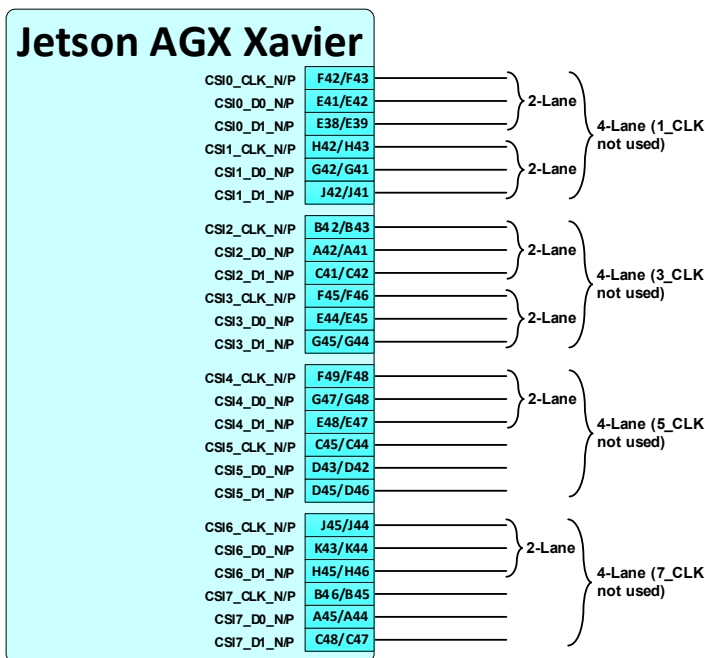 Jetson AGX Xavier
CSI0_CLK_N/P F42/F43
CSI0_D0_N/P E41/E42 2-Lane
CSI0_D1_N/P E38/E39
4-Lane (1_CLK
not used)
CSI1_CLK_N/P H42/H43
CSI1_D0_N/P G42/G41 2-Lane
CSI1_D1_N/P J42/J41
CSI2_CLK_N/P B42/B43
CSI2_D0_N/P A42/A41 2-Lane
CSI2_D1_N/P C41/C42
4-Lane (3_CLK
not used)
CSI3_CLK_N/P F45/F46
CSI3_D0_N/P E44/E45 2-Lane
CSI3_D1_N/P G45/G44
CSI4_CLK_N/P F49/F48
CSI4_D0_N/P G47/G48 2-Lane
CSI4_D1_N/P E48/E47
4-Lane (5_CLK
not used)
CSI5_CLK_N/P C45/C44
CSI5_D0_N/P D43/D42
CSI5_D1_N/P D45/D46
CSI6_CLK_N/P J45/J44
CSI6_D0_N/P K43/K44 2-Lane
CSI6_D1_N/P H45/H46
4-Lane (7_CLK
not used)
CSI7_CLK_N/P B46/B45
CSI7_D0_N/P A45/A44
CSI7_D1_N/P C48/C47